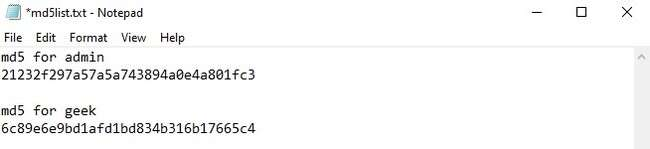 *md5list.txt - Notepad
File Edit Format View Help
md5 for admin
21232f297a57a5a743894a0e4a801fc3
md5 for geek
6c89e6e9bd1afd1bd834b316b17665c4